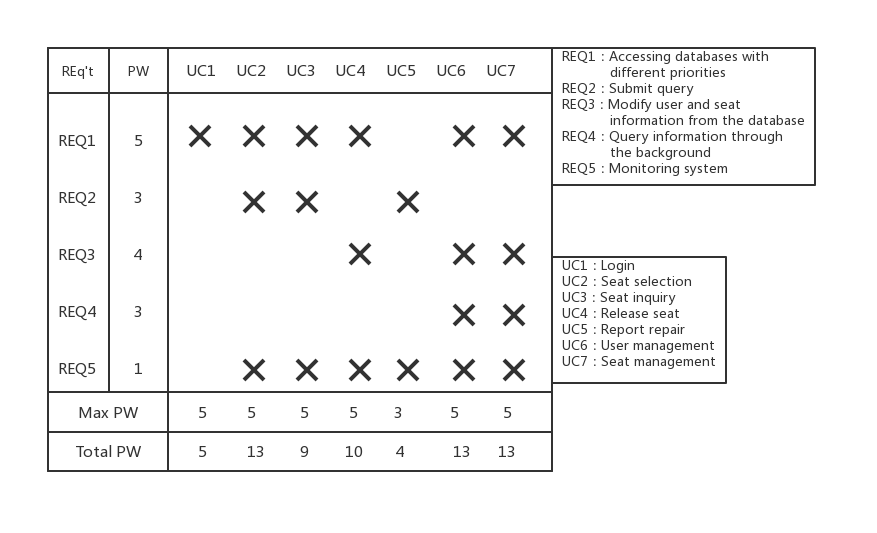 REq't PW UC1 UC2 UC3 UC4 UC5 UC6 UC7
REQ1 5
REQ2 3
REQ3 4
REQ4 3
REQ5 1
Max PW 5 5 5 5 3 5 5
Total PW 5 13 9 10 4 13 13
REQ1 : Accessing databases with
different priorities
REQ2 : Submit query
REQ3 : Modify user and seat
information from the database
REQ4 : Query information through
the background
REQ5 : Monitoring system
UC1 : Login
UC2 : Seat selection
UC3 : Seat inquiry
UC4 : Release seat
UC5 : Report repair
UC6 : User management
UC7 : Seat management